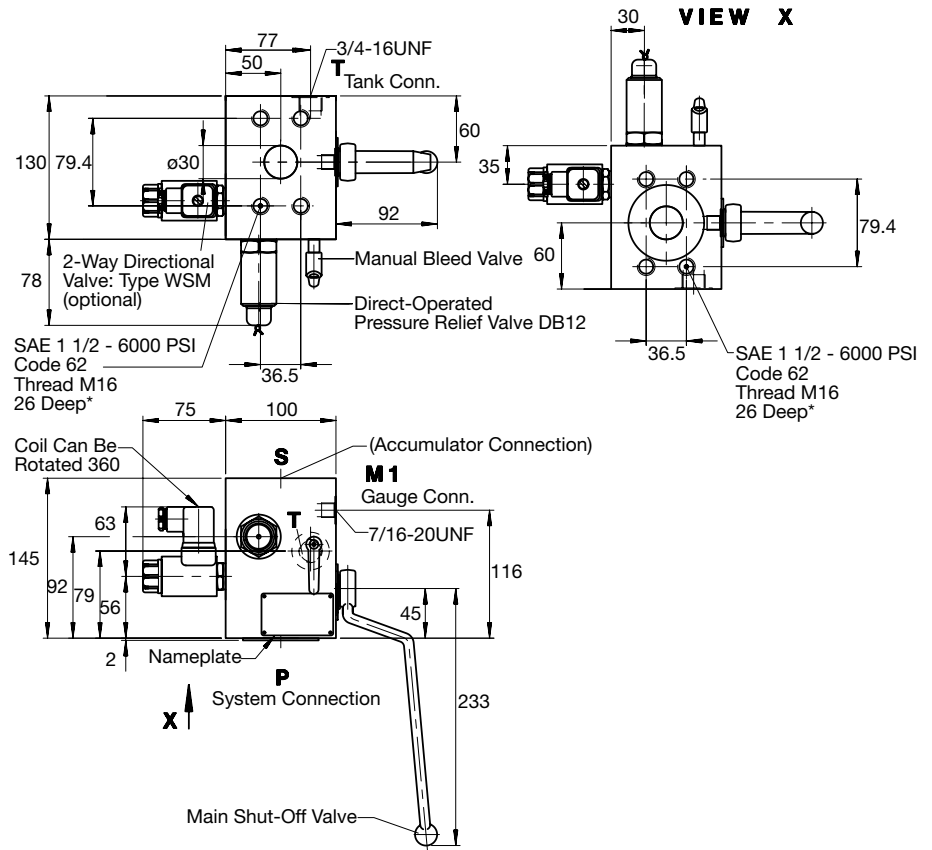 VIEW X
77
50
3/4-16UNF
T
Tank Conn.
130
79.4
ø30
60
92
78
2-Way Directional
Valve: Type WSM
(optional)
Manual Bleed Valve
Direct-Operated
Pressure Relief Valve DB12
SAE 1 1/2 - 6000 PSI
Code 62
Thread M16
26 Deep*
36.5
30
35
60
79.4
36.5
SAE 1 1/2 - 6000 PSI
Code 62
Thread M16
26 Deep*
75
100
Coil Can Be
Rotated 360
S
(Accumulator Connection)
M1
Gauge Conn.
7/16-20UNF
T
145
92
79
63
56
2
116
45
233
Nameplate
P
System Connection
X
Main Shut-Off Valve